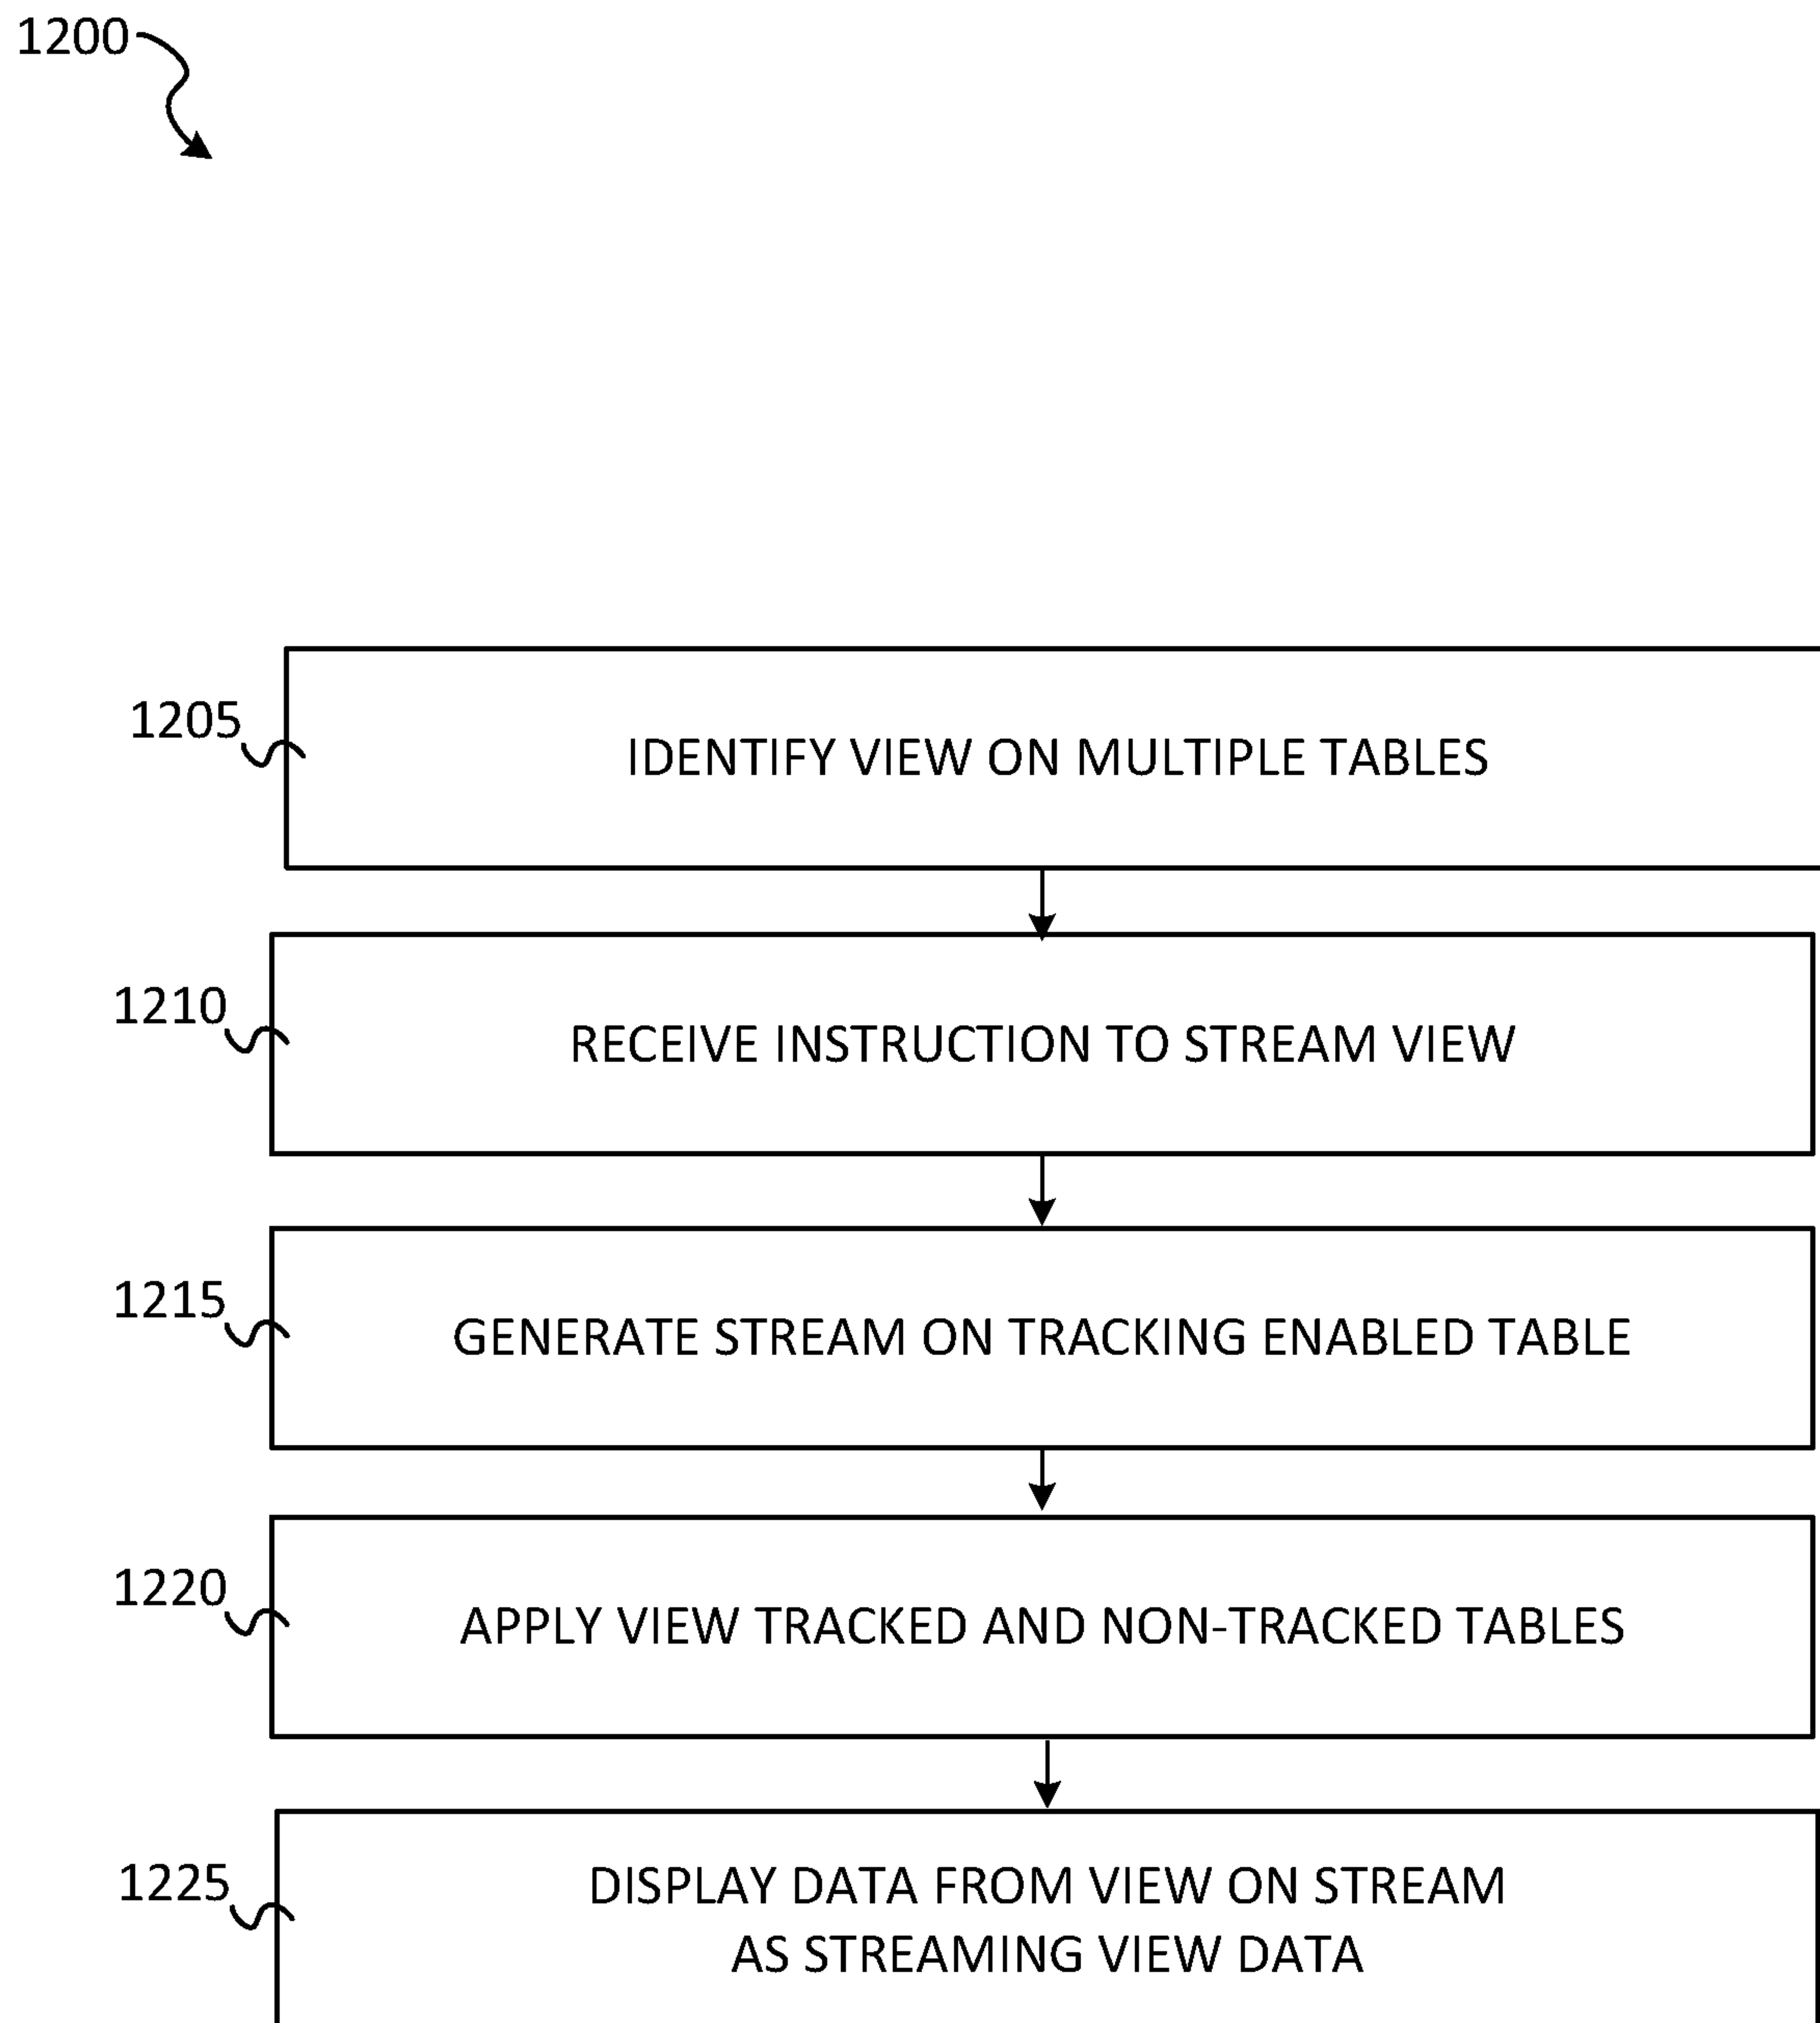 1200
1205
IDENTIFY VIEW ON MULTIPLE TABLES
1210
RECEIVE INSTRUCTION TO STREAM VIEW
1215
GENERATE STREAM ON TRACKING ENABLED TABLE
1220
APPLY VIEW TRACKED AND NON-TRACKED TABLES
1225
DISPLAY DATA FROM VIEW ON STREAM
AS STREAMING VIEW DATA